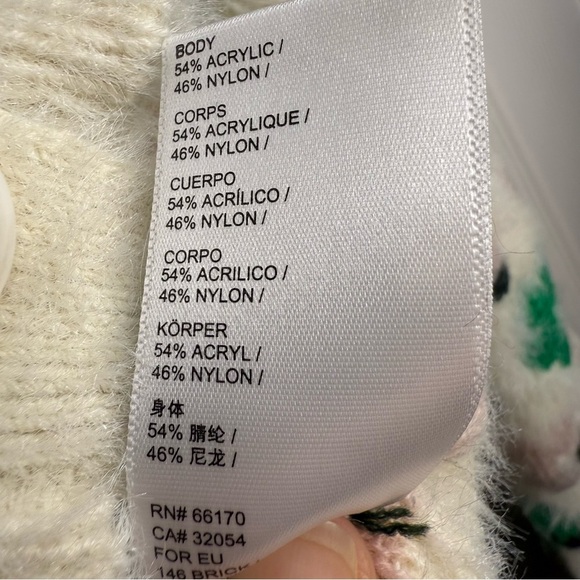 BODY
54% ACRYLIC /
46% NYLON /
CORPS
54% ACRYLIQUE /
46% NYLON /
CUERPO
54% ACRÍLICO /
46% NYLON /
CORPO
54% ACRILICO /
46% NYLON /
KÖRPER
54% ACRYL /
46% NYLON /
身体
54% 腈纶 /
46% 尼龙 /
RN# 66170
CA# 32054
FOR EU
146 BRICK